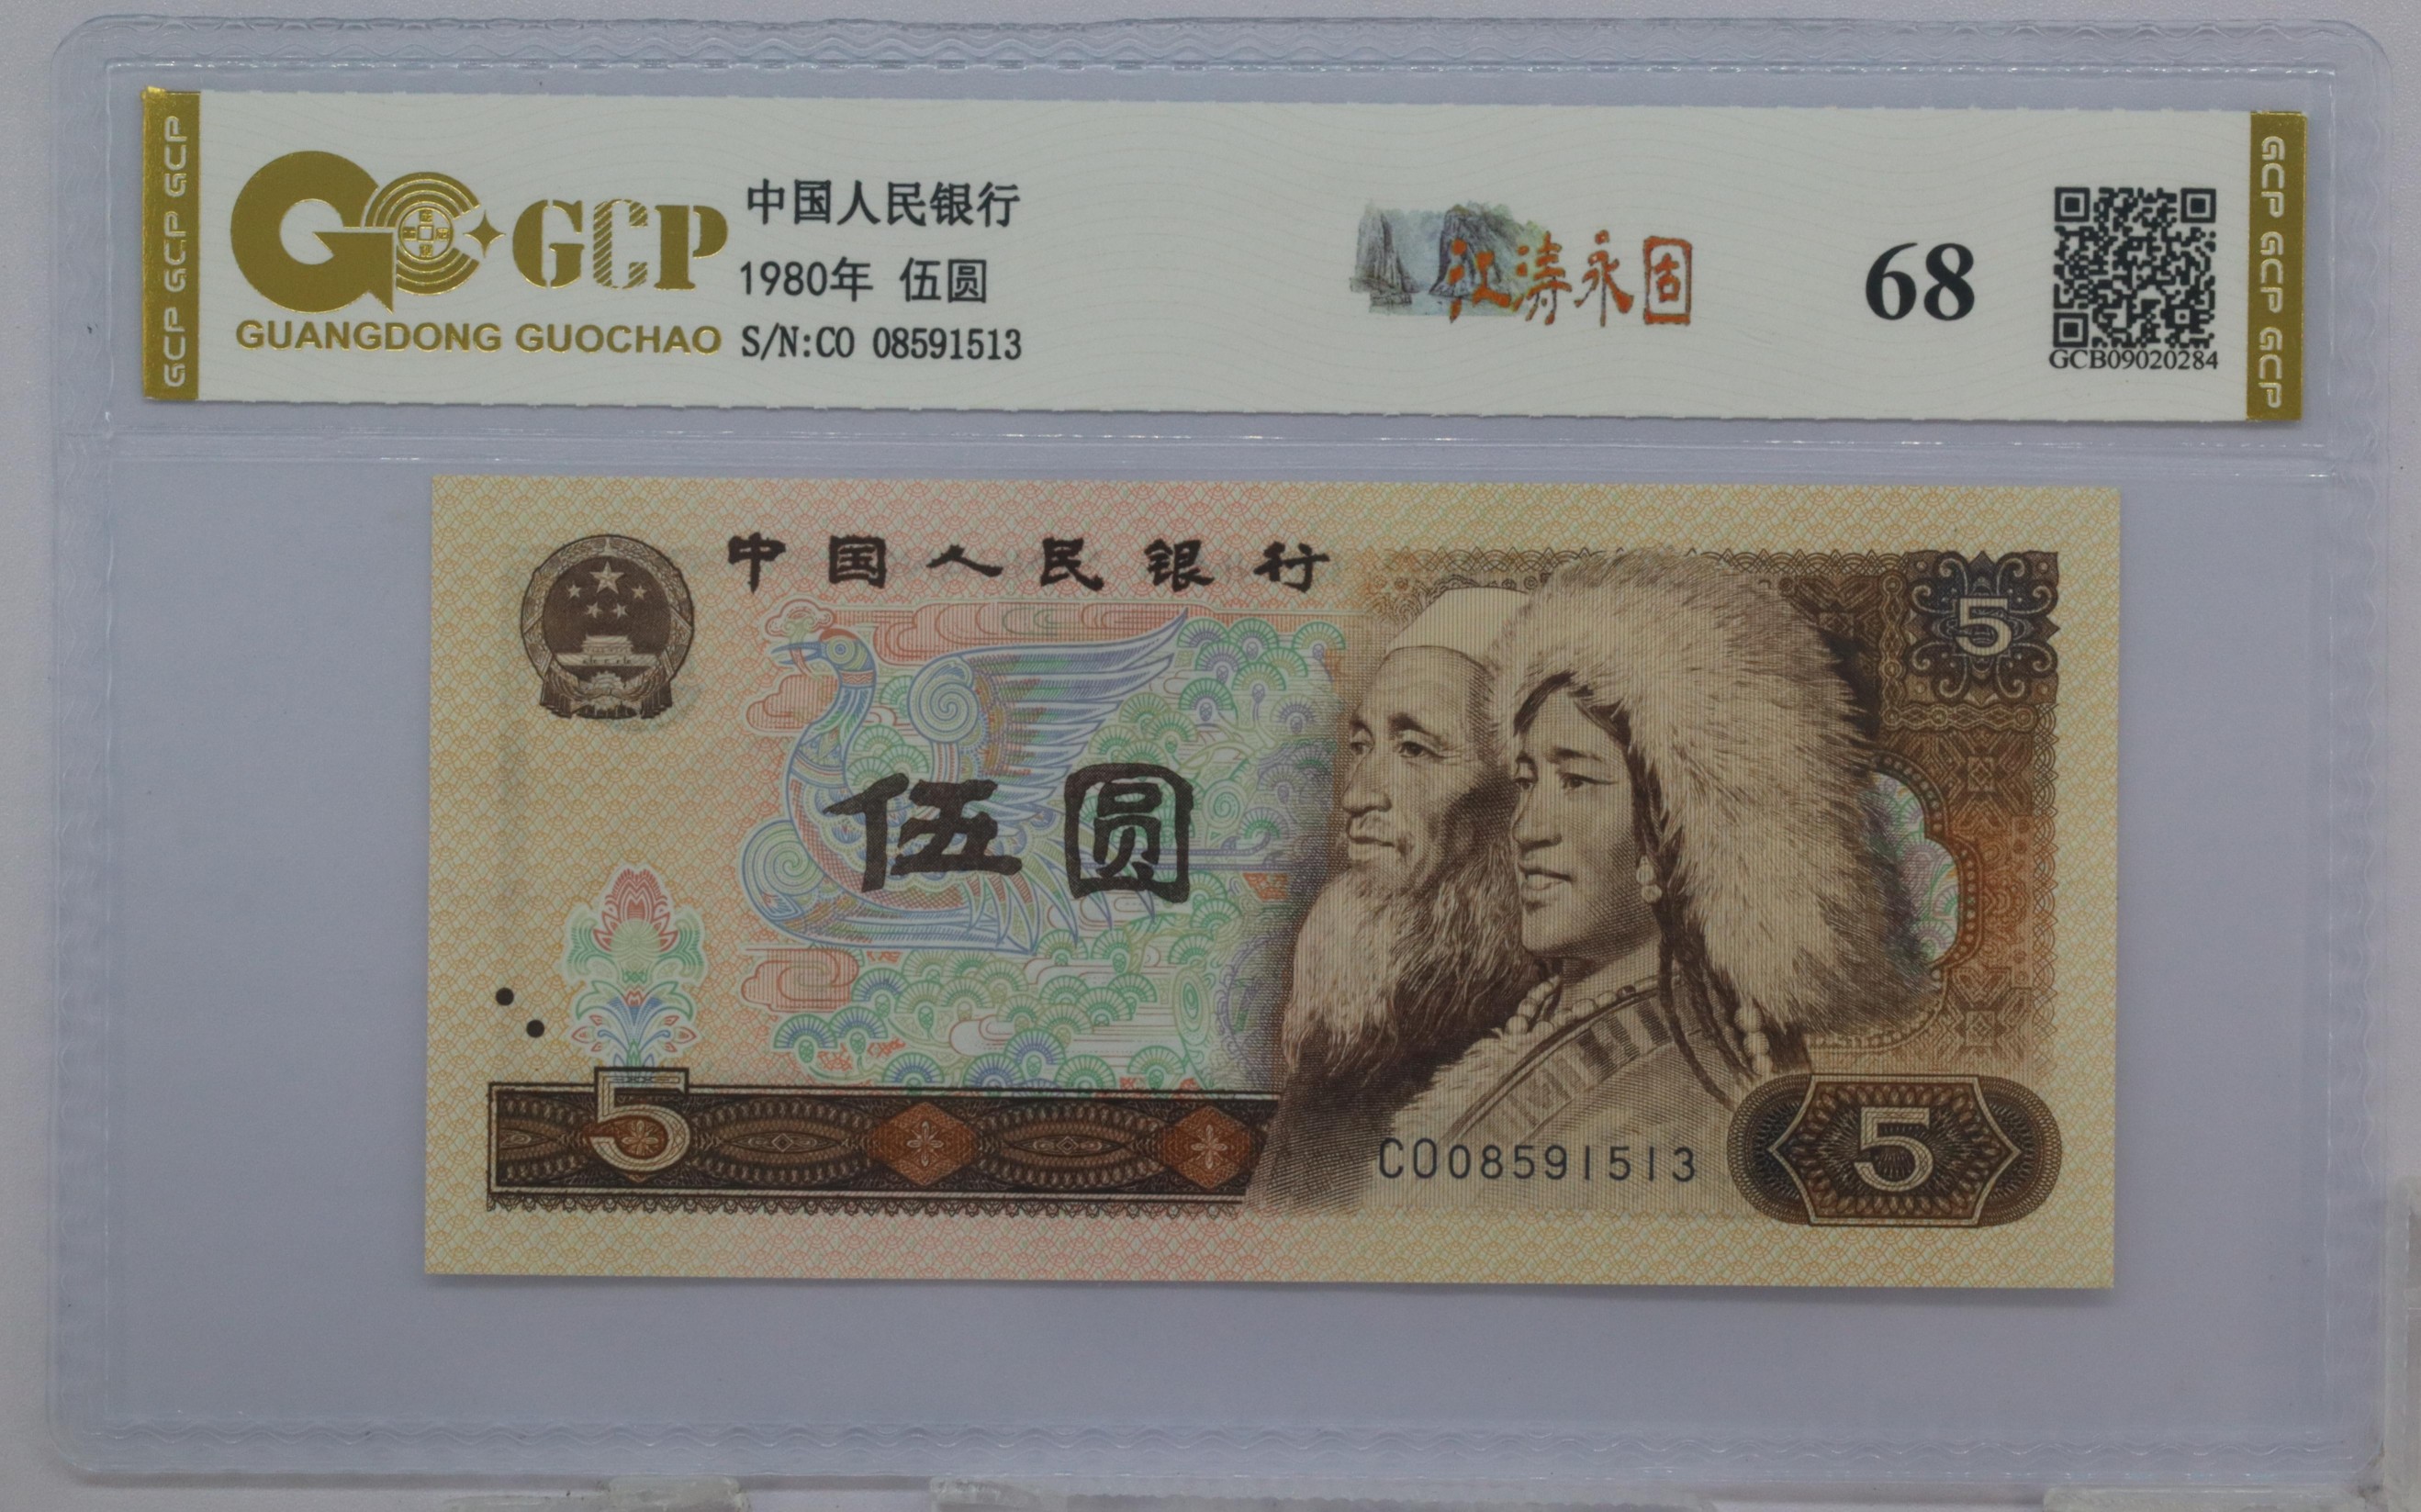 GCP GCP GCP
GCP
GUANGDONG GUOCHAO
中国人民银行
1980年 伍圆
S/N:CO 08591513
江涛永固
68
GCB09020284
GCP GCP GCP
中国人民银行
5
伍圆
5
CO08591513
5